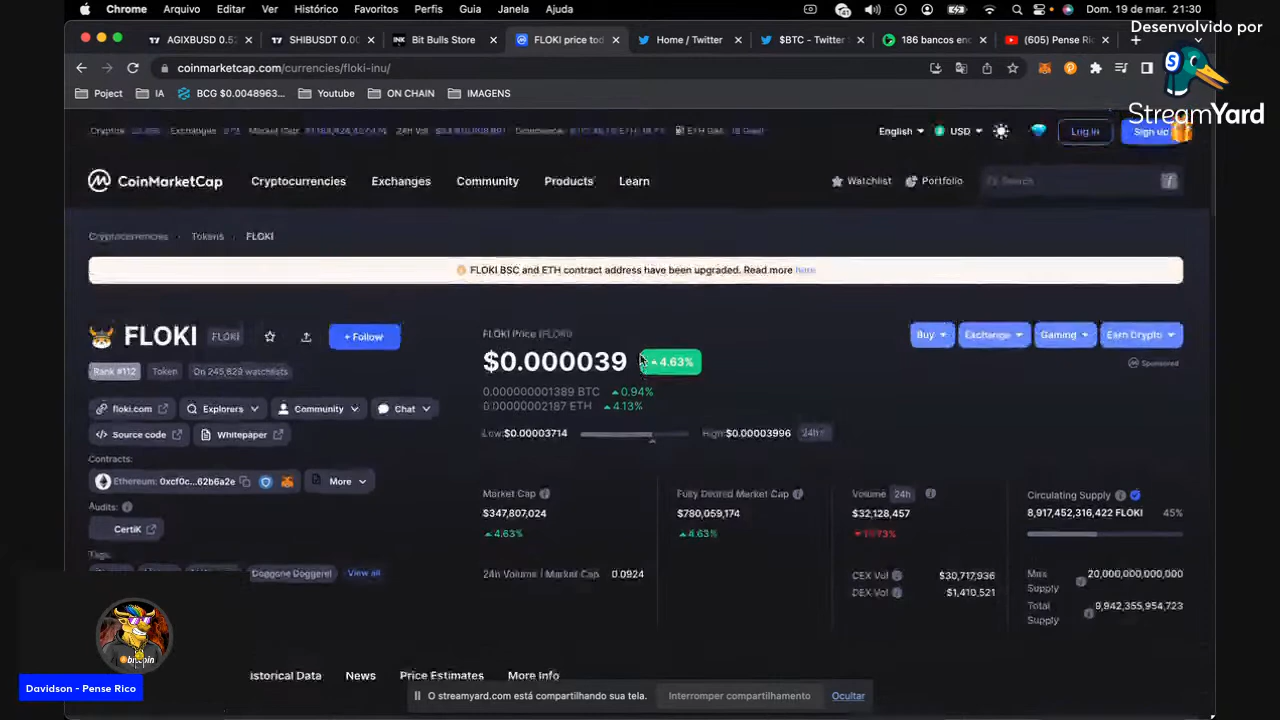 Chrome Arquivo Editar Ver Histórico Favoritos Perfis Guia Janela Ajuda Dom. 19 de mar. 21:30
Desenvolvido por
StreamYard
AGIXBUSD 0.5 SHIBUSDT 0.00 Bit Bulls Store FLOKI price tod Home / Twitter $BTC - Twitter 186 bancos en (605) Pense Ri
coinmarketcap.com/currencies/floki-inu/
Poject IA BCG $0.0048963... Youtube ON CHAIN IMAGENS
English USD Log In Sign up
CoinMarketCap Cryptocurrencies Exchanges Community Products Learn Watchlist Portfolio Search /
Cryptocurrencies Tokens FLOKI
FLOKI BSC and ETH contract address have been upgraded. Read more here
FLOKI FLOKI + Follow
FLOKI Price (FLOKI)
Buy Exchange Gaming Earn Crypto
$0.000039 4.63%
Sponsored
Rank #112 Token On 245,829 watchlists
0.000000001389 BTC 0.94%
0.00000002187 ETH 4.13%
floki.com Explorers Community Chat
Low: $0.00003714 High: $0.00003996 24h
Source code Whitepaper
Contracts:
Ethereum: 0xcf0c...62b6a2e More
Market Cap
$347,807,024
4.63%
Fully Diluted Market Cap
$780,059,174
4.63%
Volume 24h
$32,128,457
Circulating Supply
8,917,452,316,422 FLOKI 45%
Audits:
CertiK
Tags:
Doggone Doggerel View all
24h Volume / Market Cap 0.0924
CEX Vol $30,717,936
DEX Vol $1,410,521
Max Supply 20,000,000,000,000
Total Supply 9,942,355,954,723
bitcoin
Davidson - Pense Rico
istorical Data News Price Estimates More Info
O streamyard.com está compartilhando sua tela. Interromper compartilhamento Ocultar